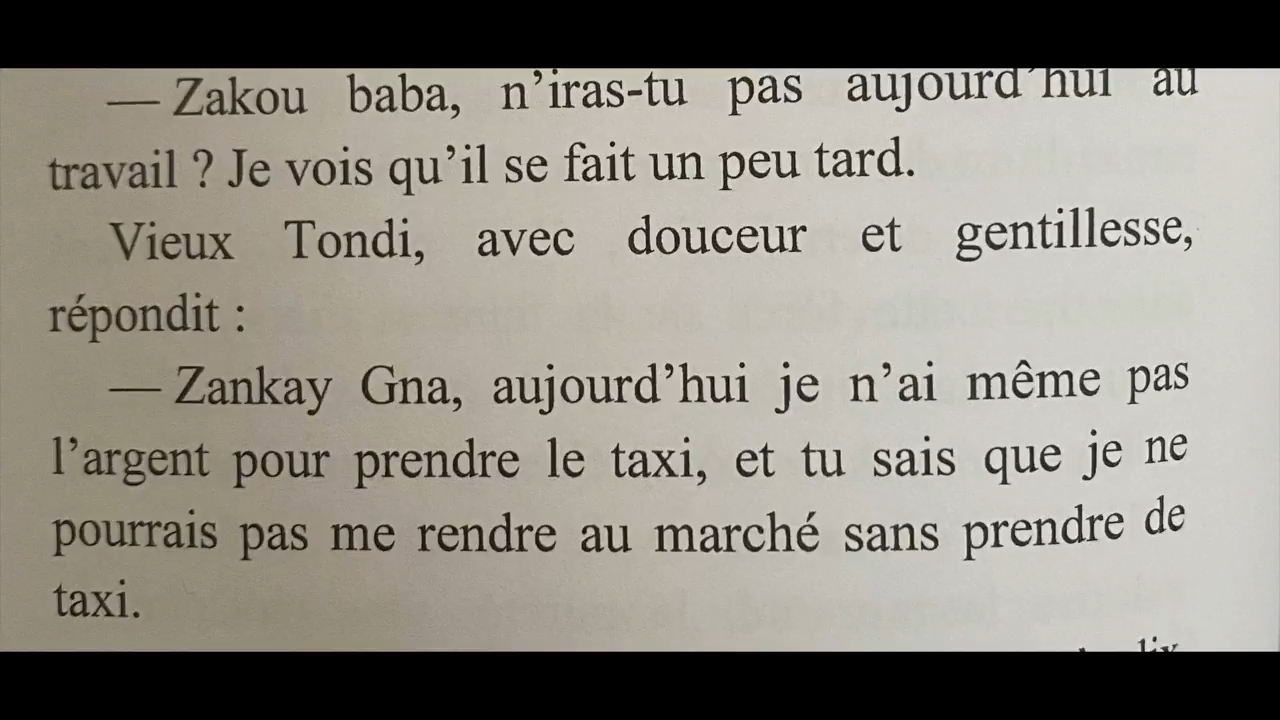 — Zakou baba, n’iras-tu pas aujourd’hui au
travail ? Je vois qu’il se fait un peu tard.
Vieux Tondi, avec douceur et gentillesse,
répondit :
— Zankay Gna, aujourd’hui je n’ai même pas
l’argent pour prendre le taxi, et tu sais que je ne
pourrais pas me rendre au marché sans prendre de
taxi.